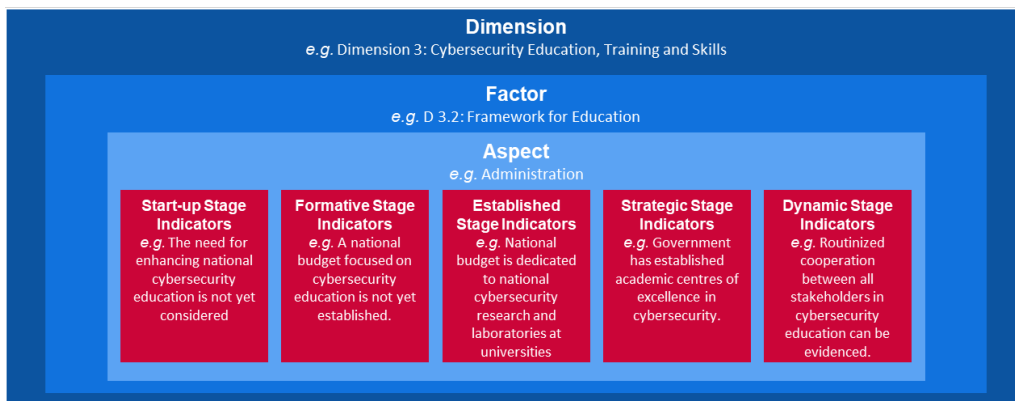 Dimension
e.g. Dimension 3: Cybersecurity Education, Training and Skills
Factor
e.g. D 3.2: Framework for Education
Aspect
e.g. Administration
Start-up Stage
Indicators
e.g. The need for
enhancing national
cybersecurity
education is not yet
considered
Formative Stage
Indicators
e.g. A national
budget focused on
cybersecurity
education is not yet
established.
Established
Stage Indicators
e.g. National
budget is dedicated
to national
cybersecurity
research and
laboratories at
universities
Strategic Stage
Indicators
e.g. Government
has established
academic centres of
excellence in
cybersecurity.
Dynamic Stage
Indicators
e.g. Routinized
cooperation
between all
stakeholders in
cybersecurity
education can be
evidenced.